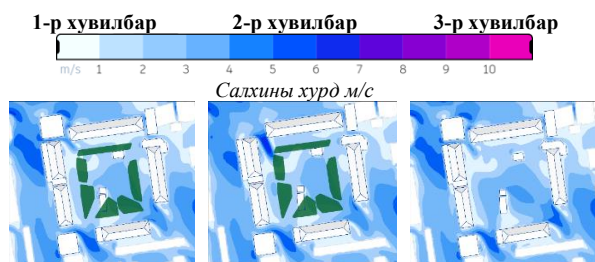 1-р хувилбар 2-р хувилбар 3-р хувилбар
m/s 1 2 3 4 5 6 7 8 9 10
Салхины хурд м/с